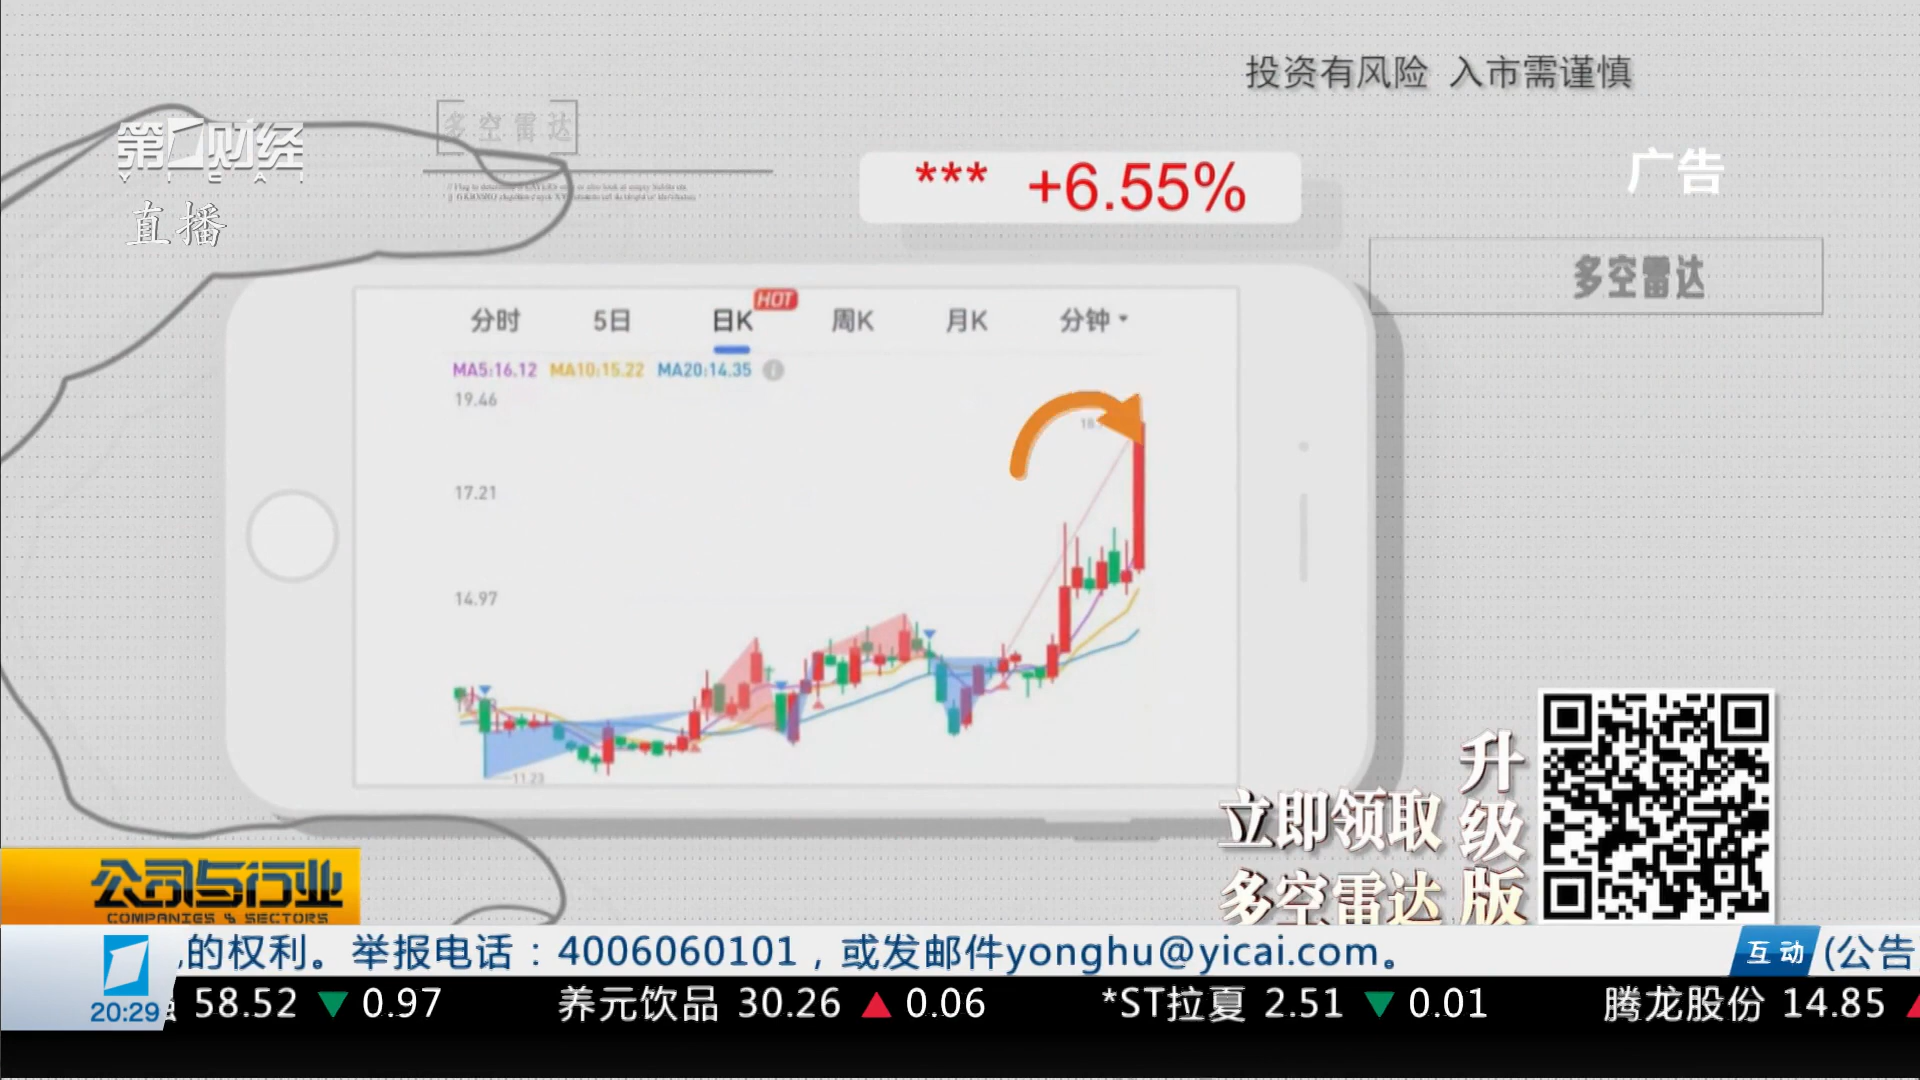 投资有风险 入市需谨慎
多空雷达
第一财经
YICAI
直播
*** +6.55%
广告
多空雷达
HOT
分时 5日 日K 周K 月K 分钟
MA5:16.12 MA10:15.22 MA20:14.35
19.46
17.21
14.97
11.23
升级版
立即领取
多空雷达
公司与行业
COMPANIES & SECTORS
的权利。举报电话：4006060101，或发邮件yonghu@yicai.com。 互动 (公告
20:29
58.52 ▼ 0.97 养元饮品 30.26 ▲ 0.06 *ST拉夏 2.51 ▼ 0.01 腾龙股份 14.85